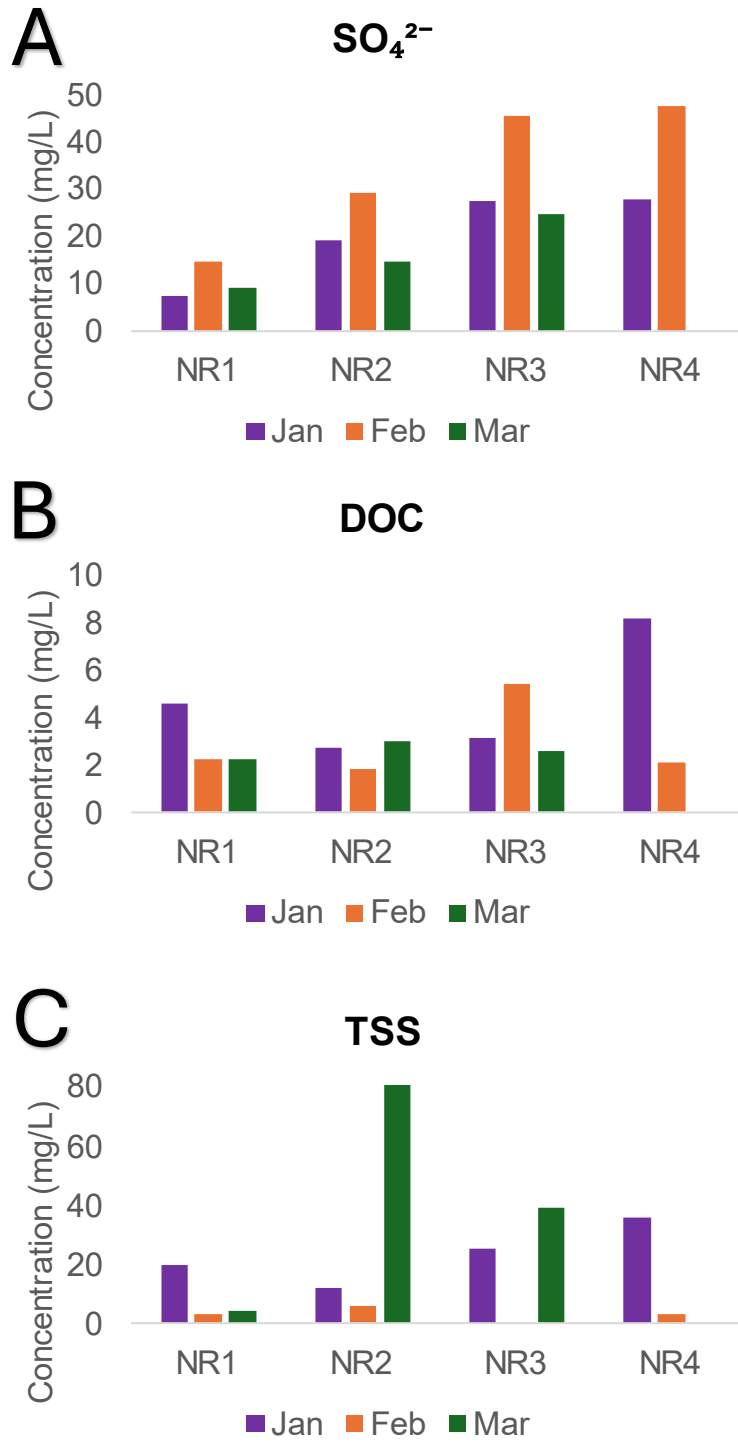 A
SO₄²⁻
Concentration (mg/L)
50
40
30
20
10
0
NR1 NR2 NR3 NR4
Jan Feb Mar
B
DOC
Concentration (mg/L)
10
8
6
4
2
0
NR1 NR2 NR3 NR4
Jan Feb Mar
C
TSS
Concentration (mg/L)
80
60
40
20
0
NR1 NR2 NR3 NR4
Jan Feb Mar